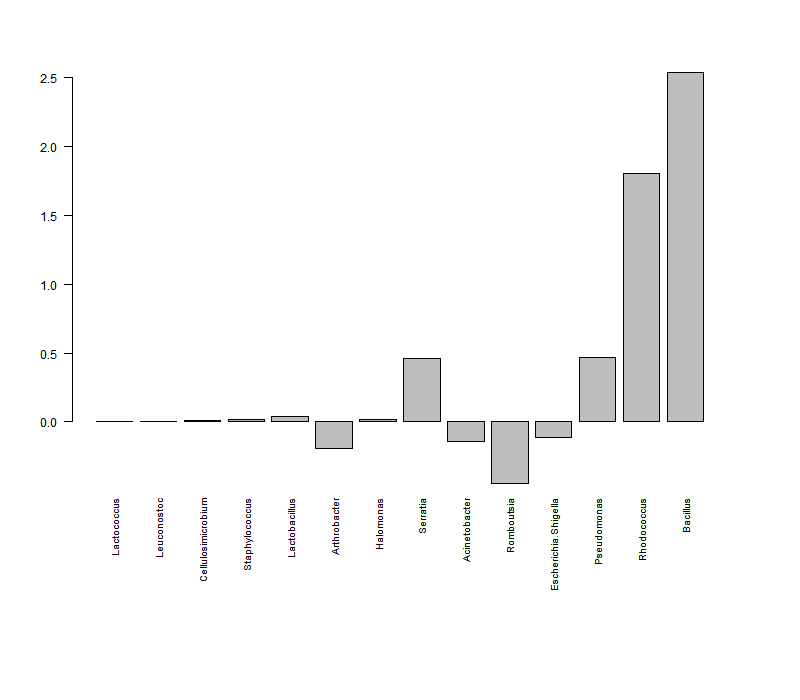 2.5
2.0
1.5
1.0
0.5
0.0
Lactococcus
Leuconostoc
Cellulosimicrobium
Staphylococcus
Lactobacillus
Arthrobacter
Halomonas
Serratia
Acinetobacter
Romboutsia
Escherichia.Shigella
Pseudomonas
Rhodococcus
Bacillus